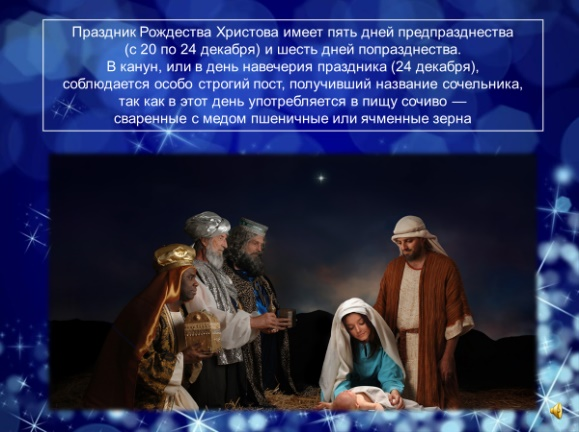 Праздник Рождества Христова имеет пять дней предпразднества
(с 20 по 24 декабря) и шесть дней попразднества.
В канун, или в день навечерия праздника (24 декабря),
соблюдается особо строгий пост, получивший название сочельника,
так как в этот день употребляется в пищу сочиво —
сваренные с медом пшеничные или ячменные зерна